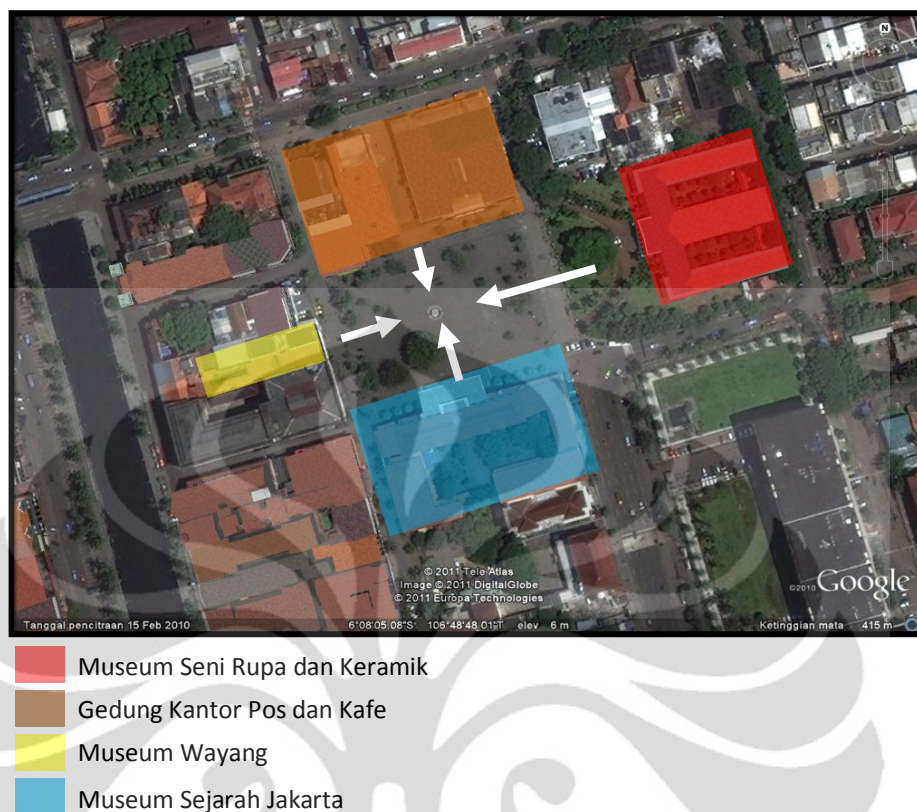 N
© 2011 Tele Atlas
Image © 2011 DigitalGlobe
© 2011 Europa Technologies
©2010 Google
Tanggal pencitraan 15 Feb 2010 6°08'05.08"S 106°48'48.01"T elev 6 m Ketinggian mata 415 m
Museum Seni Rupa dan Keramik
Gedung Kantor Pos dan Kafe
Museum Wayang
Museum Sejarah Jakarta